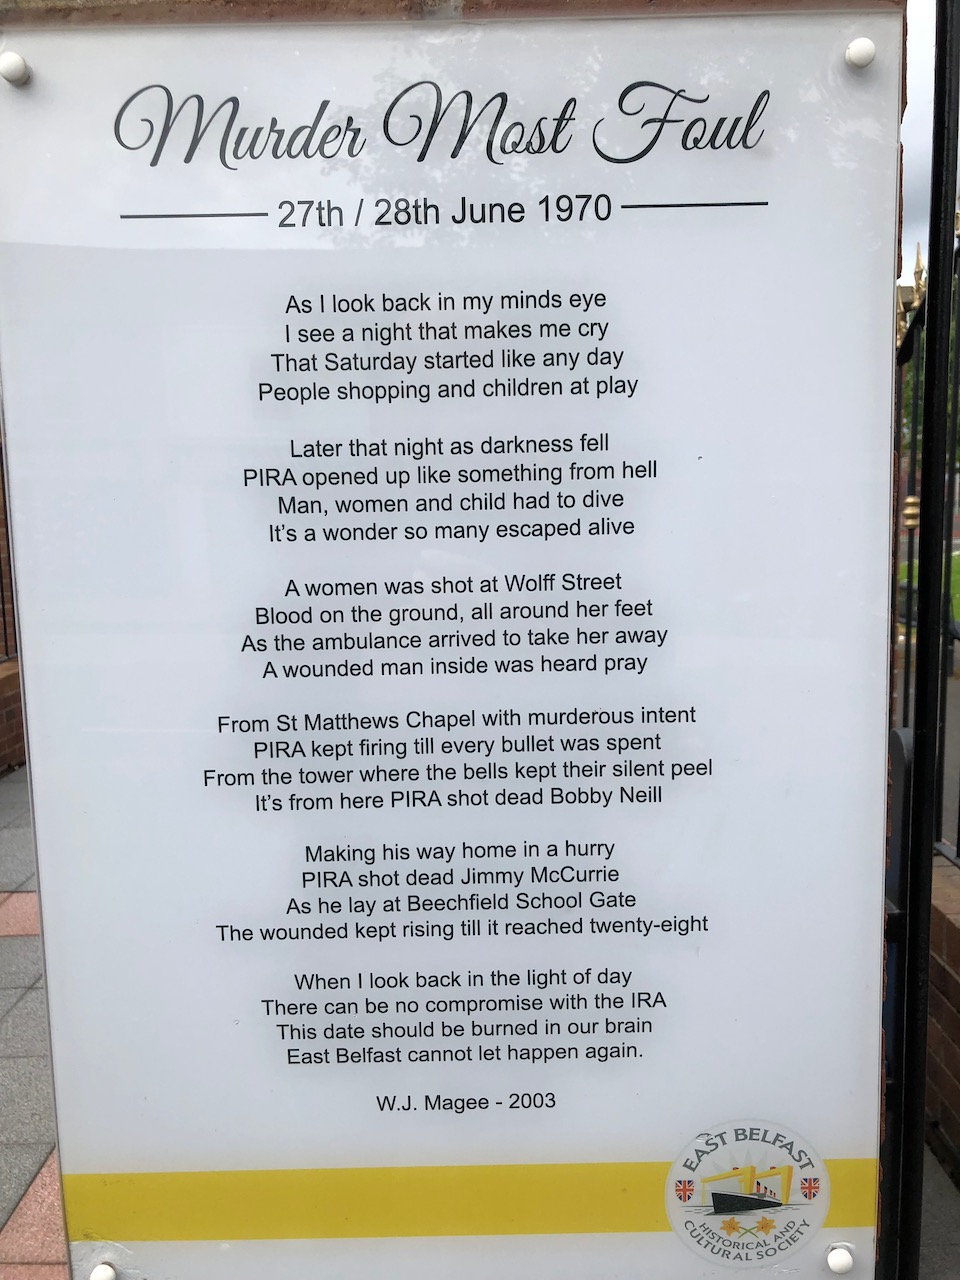 Murder Most Foul
27th / 28th June 1970
As I look back in my minds eye
I see a night that makes me cry
That Saturday started like any day
People shopping and children at play
Later that night as darkness fell
PIRA opened up like something from hell
Man, women and child had to dive
It's a wonder so many escaped alive
A women was shot at Wolff Street
Blood on the ground, all around her feet
As the ambulance arrived to take her away
A wounded man inside was heard pray
From St Matthews Chapel with murderous intent
PIRA kept firing till every bullet was spent
From the tower where the bells kept their silent peel
It's from here PIRA shot dead Bobby Neill
Making his way home in a hurry
PIRA shot dead Jimmy McCurrie
As he lay at Beechfield School Gate
The wounded kept rising till it reached twenty-eight
When I look back in the light of day
There can be no compromise with the IRA
This date should be burned in our brain
East Belfast cannot let happen again.
W.J. Magee - 2003
EAST BELFAST
HISTORICAL AND
CULTURAL SOCIETY